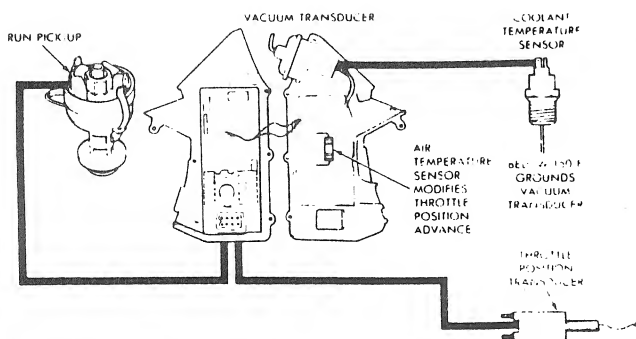 VACUUM TRANSDUCER
COOLANT
TEMPERATURE
SENSOR
RUN PICK-UP
AIR
TEMPERATURE
SENSOR
MODIFIES
THROTTLE
POSITION
ADVANCE
GROUNDS
VACUUM
TRANSDUCER
THROTTLE
POSITION
TRANSDUCER